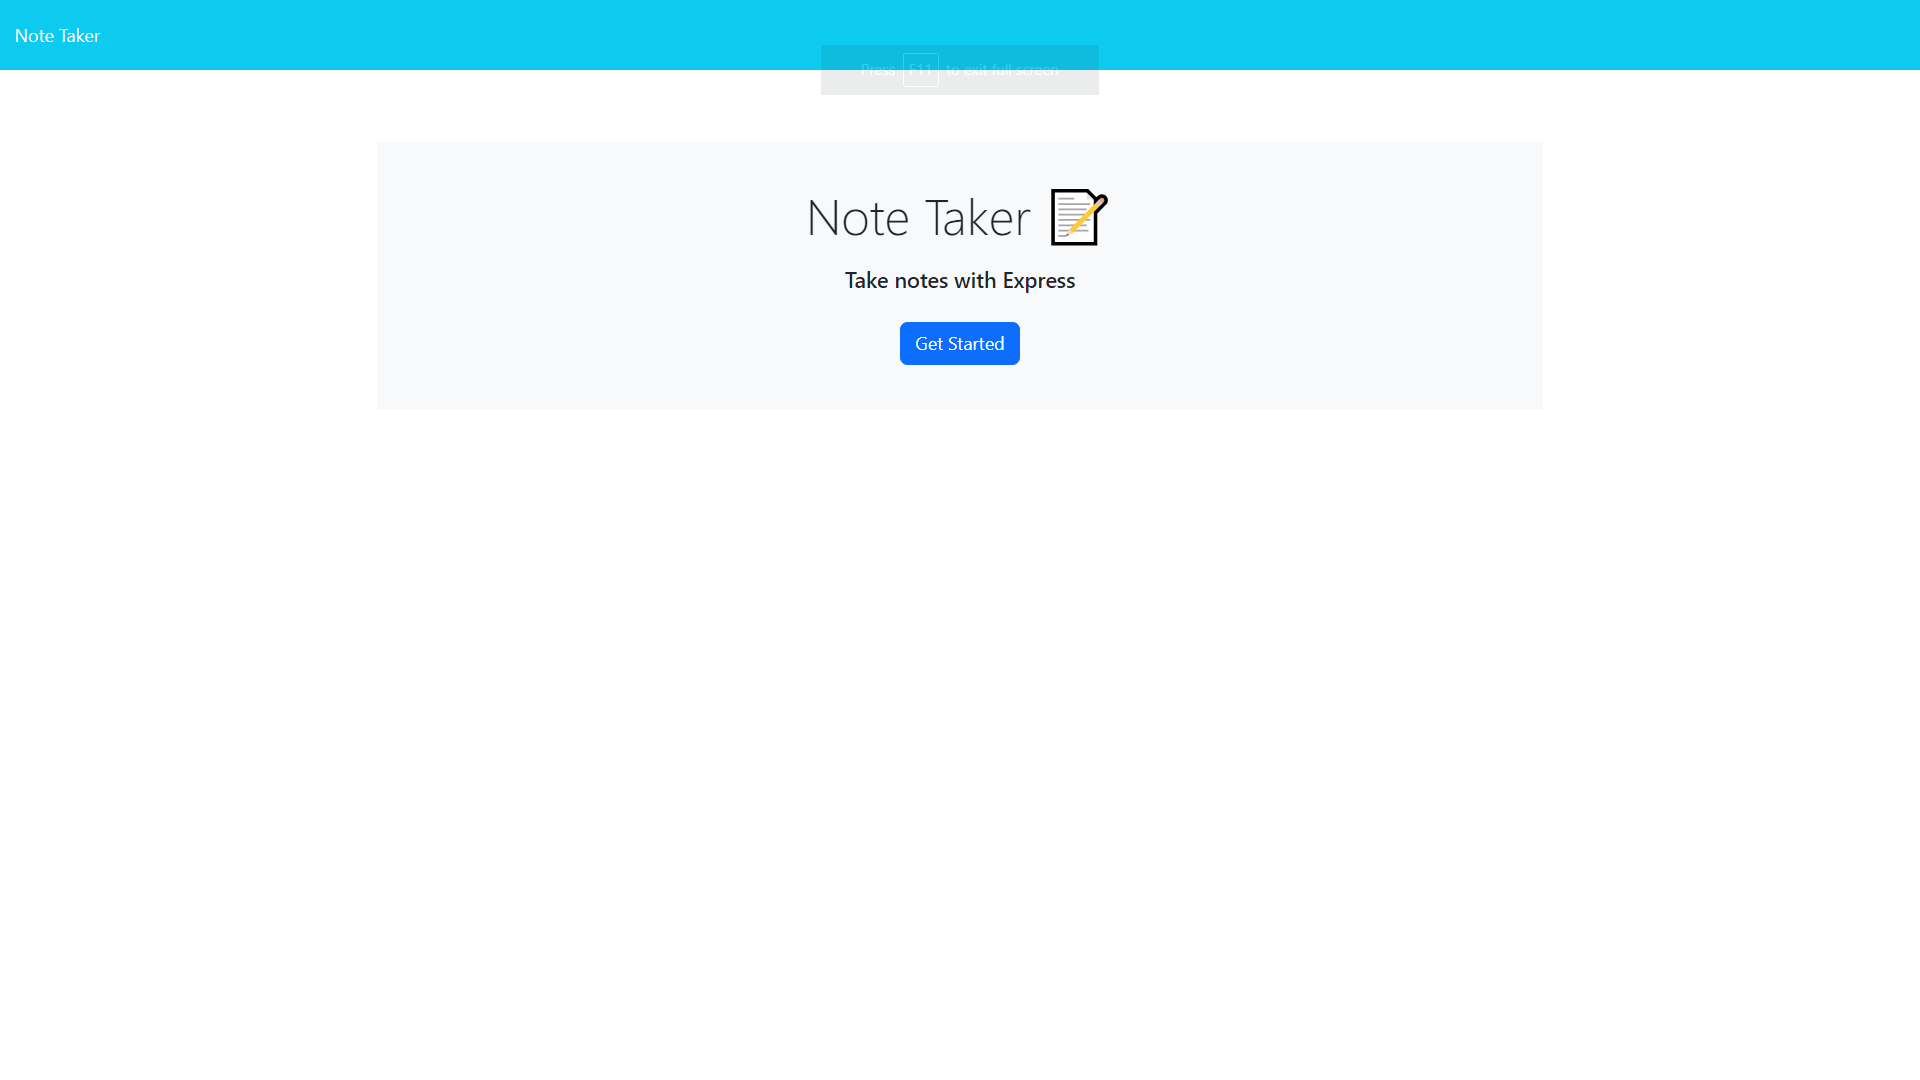 Note Taker
Press F11 to exit full screen
Note Taker
Take notes with Express
Get Started